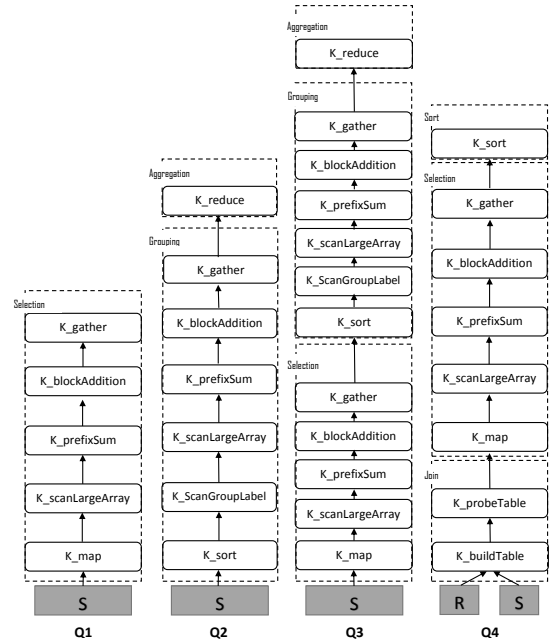 Selection
K_gather
K_blockAddition
K_prefixSum
K_scanLargeArray
K_map
S
Q1
Aggregation
K_reduce
Grouping
K_gather
K_blockAddition
K_prefixSum
K_scanLargeArray
K_ScanGroupLabel
K_sort
S
Q2
Aggregation
K_reduce
Grouping
K_gather
K_blockAddition
K_prefixSum
K_scanLargeArray
K_ScanGroupLabel
K_sort
Selection
K_gather
K_blockAddition
K_prefixSum
K_scanLargeArray
K_map
S
Q3
Sort
K_sort
Selection
K_gather
K_blockAddition
K_prefixSum
K_scanLargeArray
K_map
Join
K_probeTable
K_buildTable
R
S
Q4